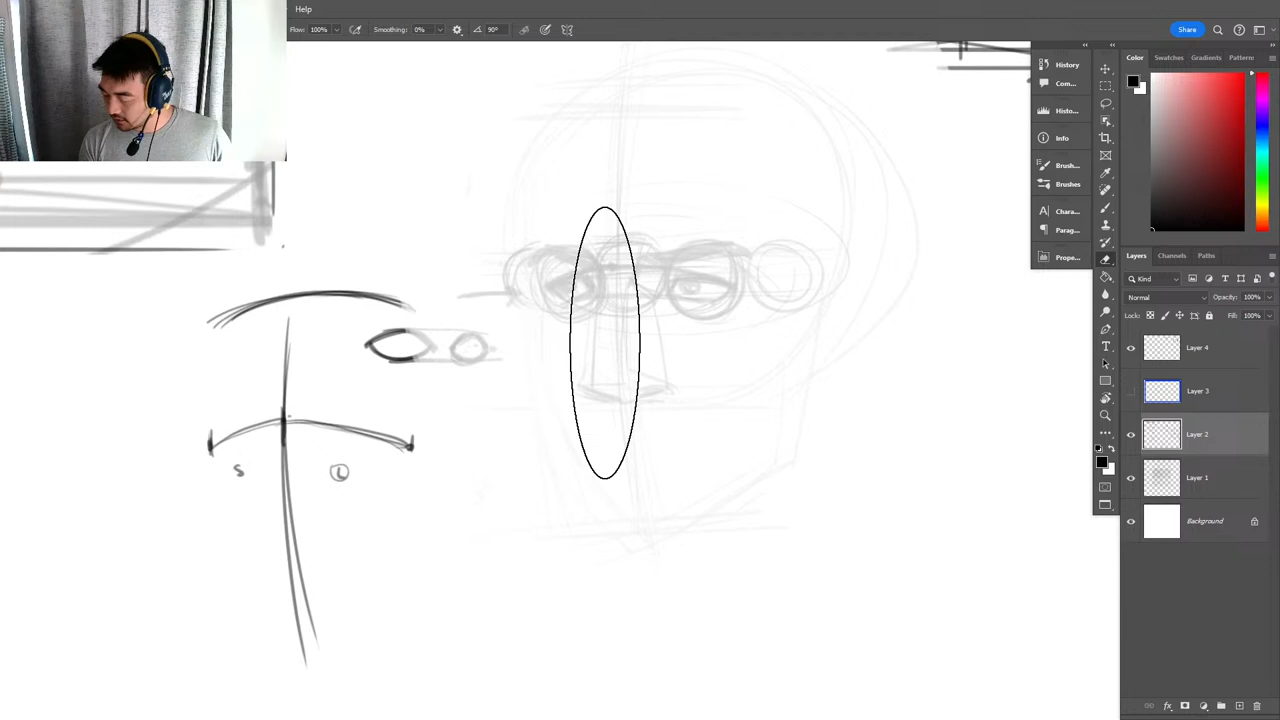 Help
Flow: 100% Smoothing: 0% 90° Share
History
Com...
Histo...
Info
Brush...
Brushes
Chara...
Parag...
Prope...
Color Swatches Gradients Pattern
Layers Channels Paths
Kind
Normal Opacity: 100%
Lock: Fill: 100%
Layer 4
Layer 3
Layer 2
Layer 1
Background
S L